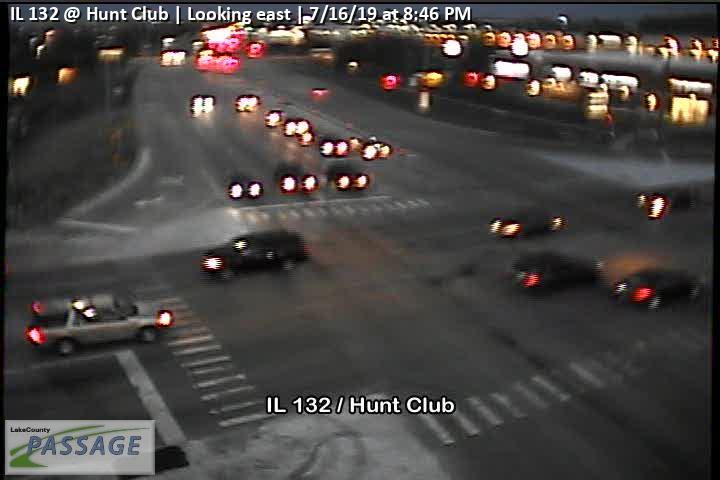 IL 132 @ Hunt Club | Looking east | 7/16/19 at 8:46 PM
IL 132 / Hunt Club
LakeCounty
PASSAGE